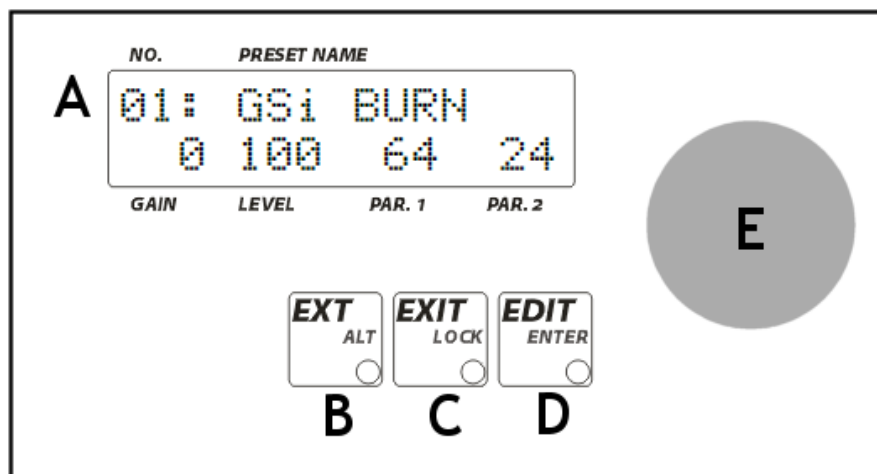 NO. PRESET NAME
A
01: GSi BURN
0 100 64 24
GAIN LEVEL PAR. 1 PAR. 2
E
EXT EXIT EDIT
ALT LOCK ENTER
B C D